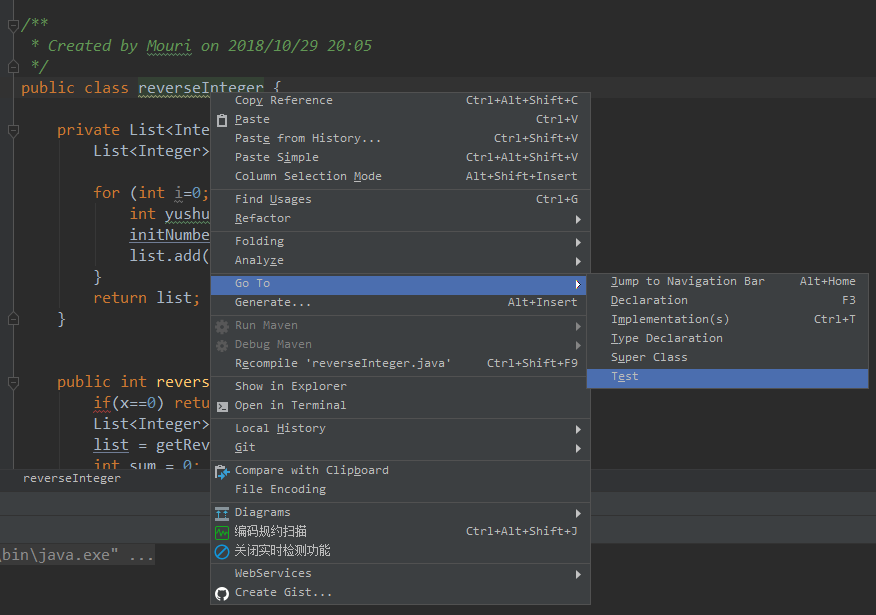 /**
* Created by Mouri on 2018/10/29 20:05
*/
public class reverseInteger {
private List<Inte
List<Integer>
for (int i=0;
int yushu
initNumbe
list.add(
}
return list;
}
public int revers
if(x==0) retu
List<Integer>
list = getRev
int sum = 0;
reverseInteger
\bin\java.exe" ...
Copy Reference Ctrl+Alt+Shift+C
Paste Ctrl+V
Paste from History... Ctrl+Shift+V
Paste Simple Ctrl+Alt+Shift+V
Column Selection Mode Alt+Shift+Insert
Find Usages Ctrl+G
Refactor
Folding
Analyze
Go To
Generate... Alt+Insert
Run Maven
Debug Maven
Recompile 'reverseInteger.java' Ctrl+Shift+F9
Show in Explorer
Open in Terminal
Local History
Git
Compare with Clipboard
File Encoding
Diagrams
编码规约扫描 Ctrl+Alt+Shift+J
关闭实时检测功能
WebServices
Create Gist...
Jump to Navigation Bar Alt+Home
Declaration F3
Implementation(s) Ctrl+T
Type Declaration
Super Class
Test